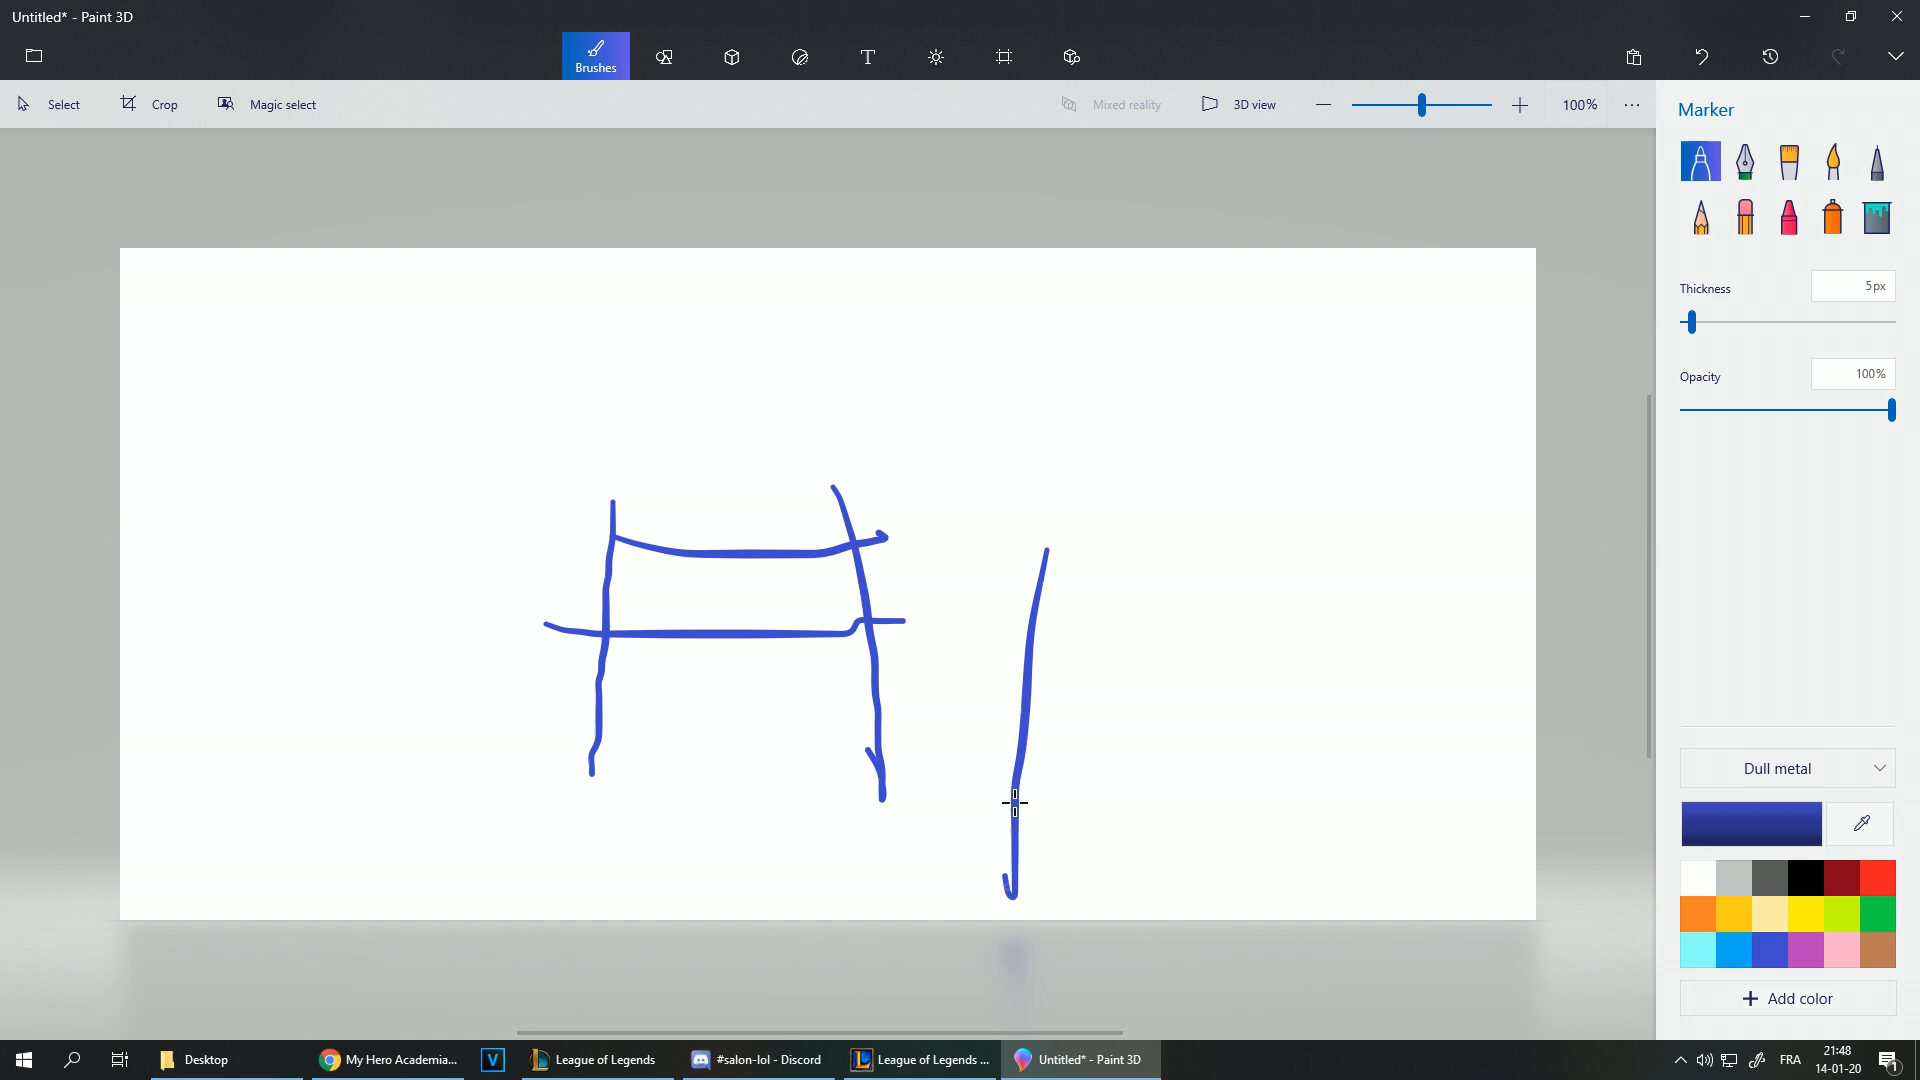 Untitled* - Paint 3D
Brushes
Select
Crop
Magic select
Mixed reality
3D view
100%
Marker
Thickness
5px
Opacity
100%
Dull metal
Add color
Desktop
My Hero Academia...
V
League of Legends
#salon-lol - Discord
L
League of Legends ...
Untitled* - Paint 3D
FRA
21:48
14-01-20
1